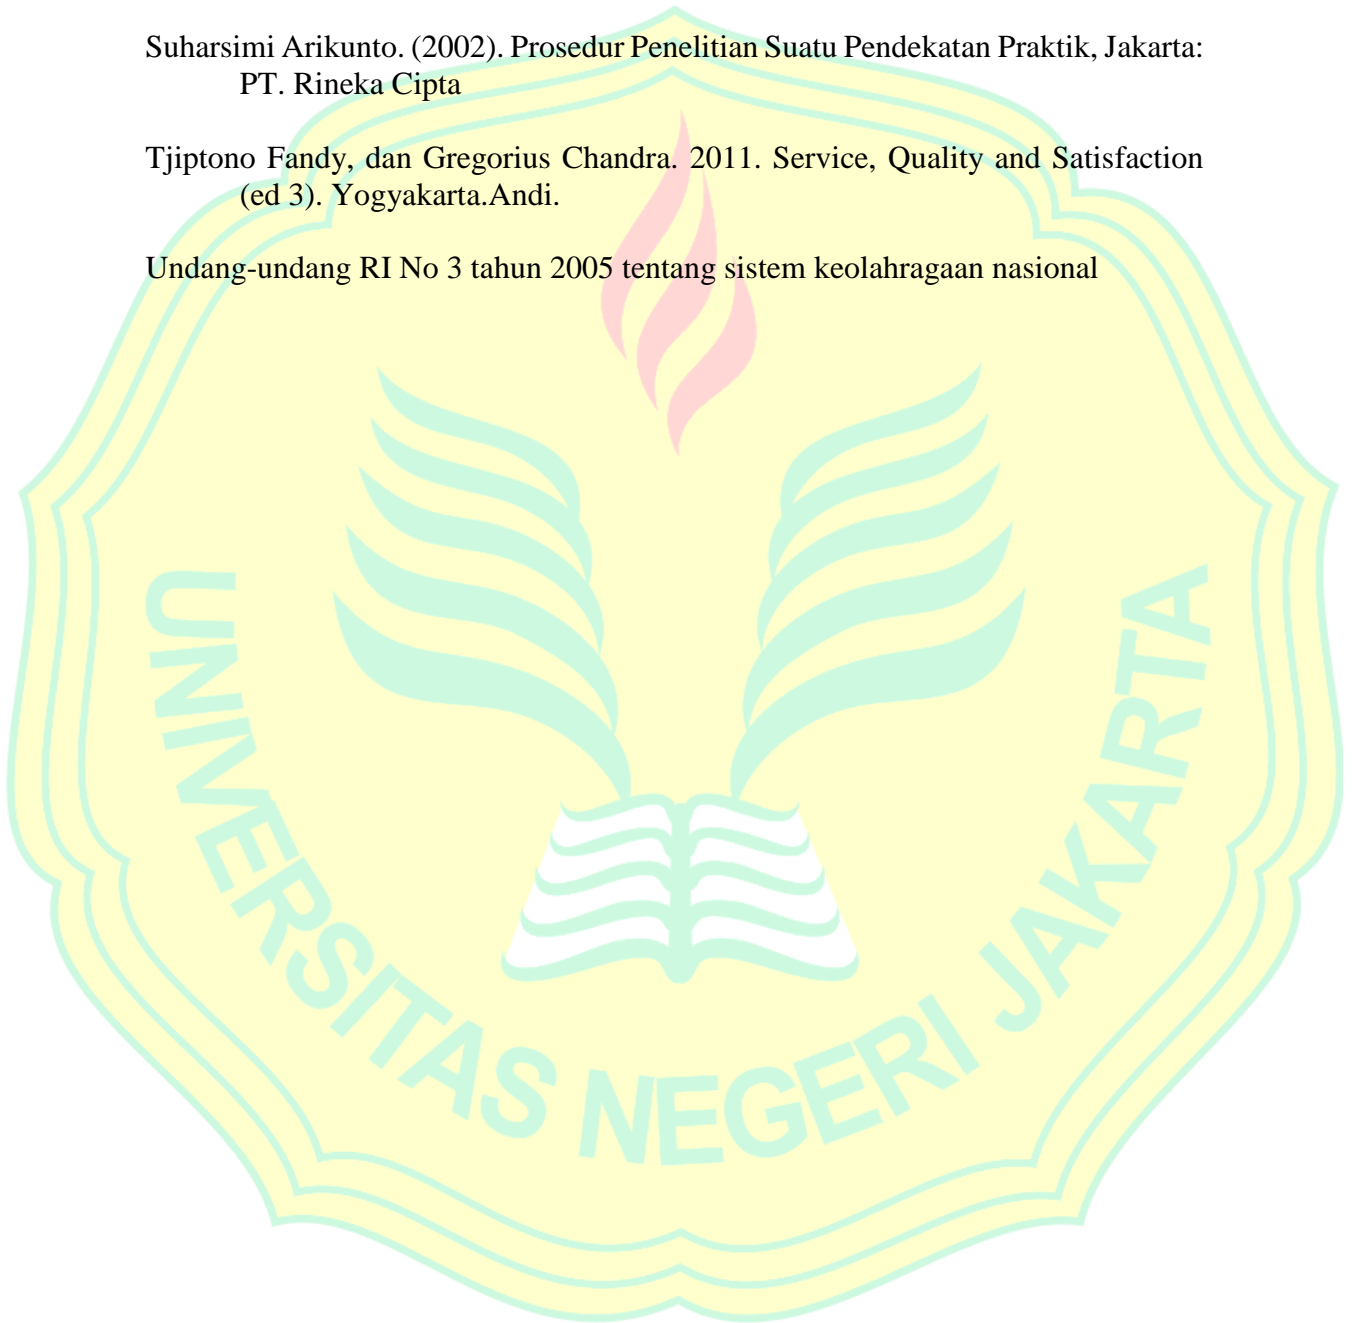 Suharsimi Arikunto. (2002). Prosedur Penelitian Suatu Pendekatan Praktik, Jakarta:
PT. Rineka Cipta
Tjiptono Fandy, dan Gregorius Chandra. 2011. Service, Quality and Satisfaction
(ed 3). Yogyakarta.Andi.
Undang-undang RI No 3 tahun 2005 tentang sistem keolahragaan nasional
UNIVERSITAS NEGERI JAKARTA